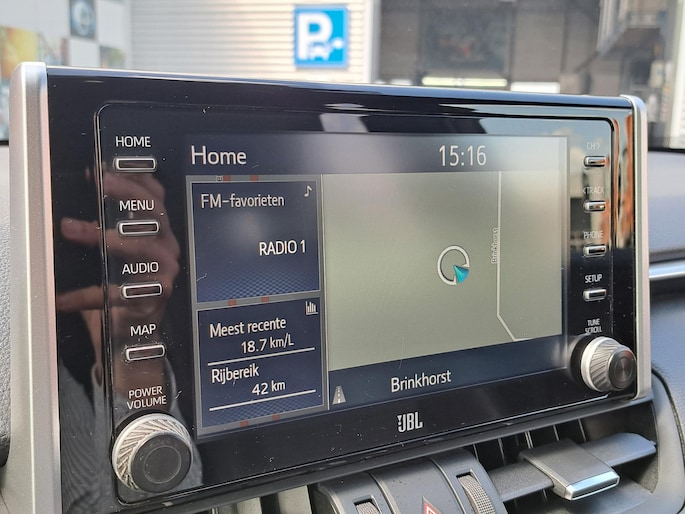 P
HOME
MENU
AUDIO
MAP
POWER
VOLUME
Home
15:16
FM-favorieten
RADIO 1
Meest recente
18.7 km/L
Rijbereik
42 km
Brinkhorst
Brinkhorst
JBL
CH>
TRACK
PHONE
SETUP
TUNE
SCROLL